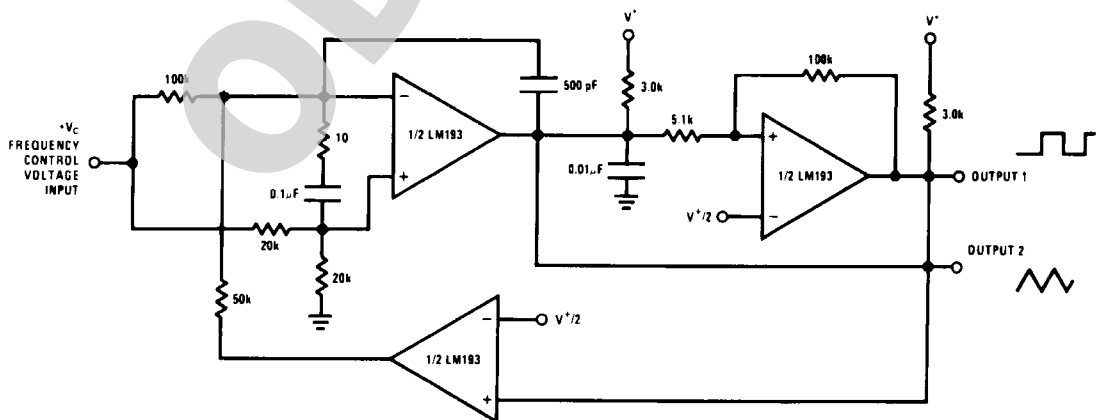 V⁺
V⁺
100k
100k
500 pF
3.0k
3.0k
5.1k
+V_C
FREQUENCY
CONTROL
VOLTAGE
INPUT
10
−
+
1/2 LM193
0.1μF
0.01μF
+
−
1/2 LM193
V⁺/2
OUTPUT 1
20k
20k
OUTPUT 2
50k
−
+
1/2 LM193
V⁺/2